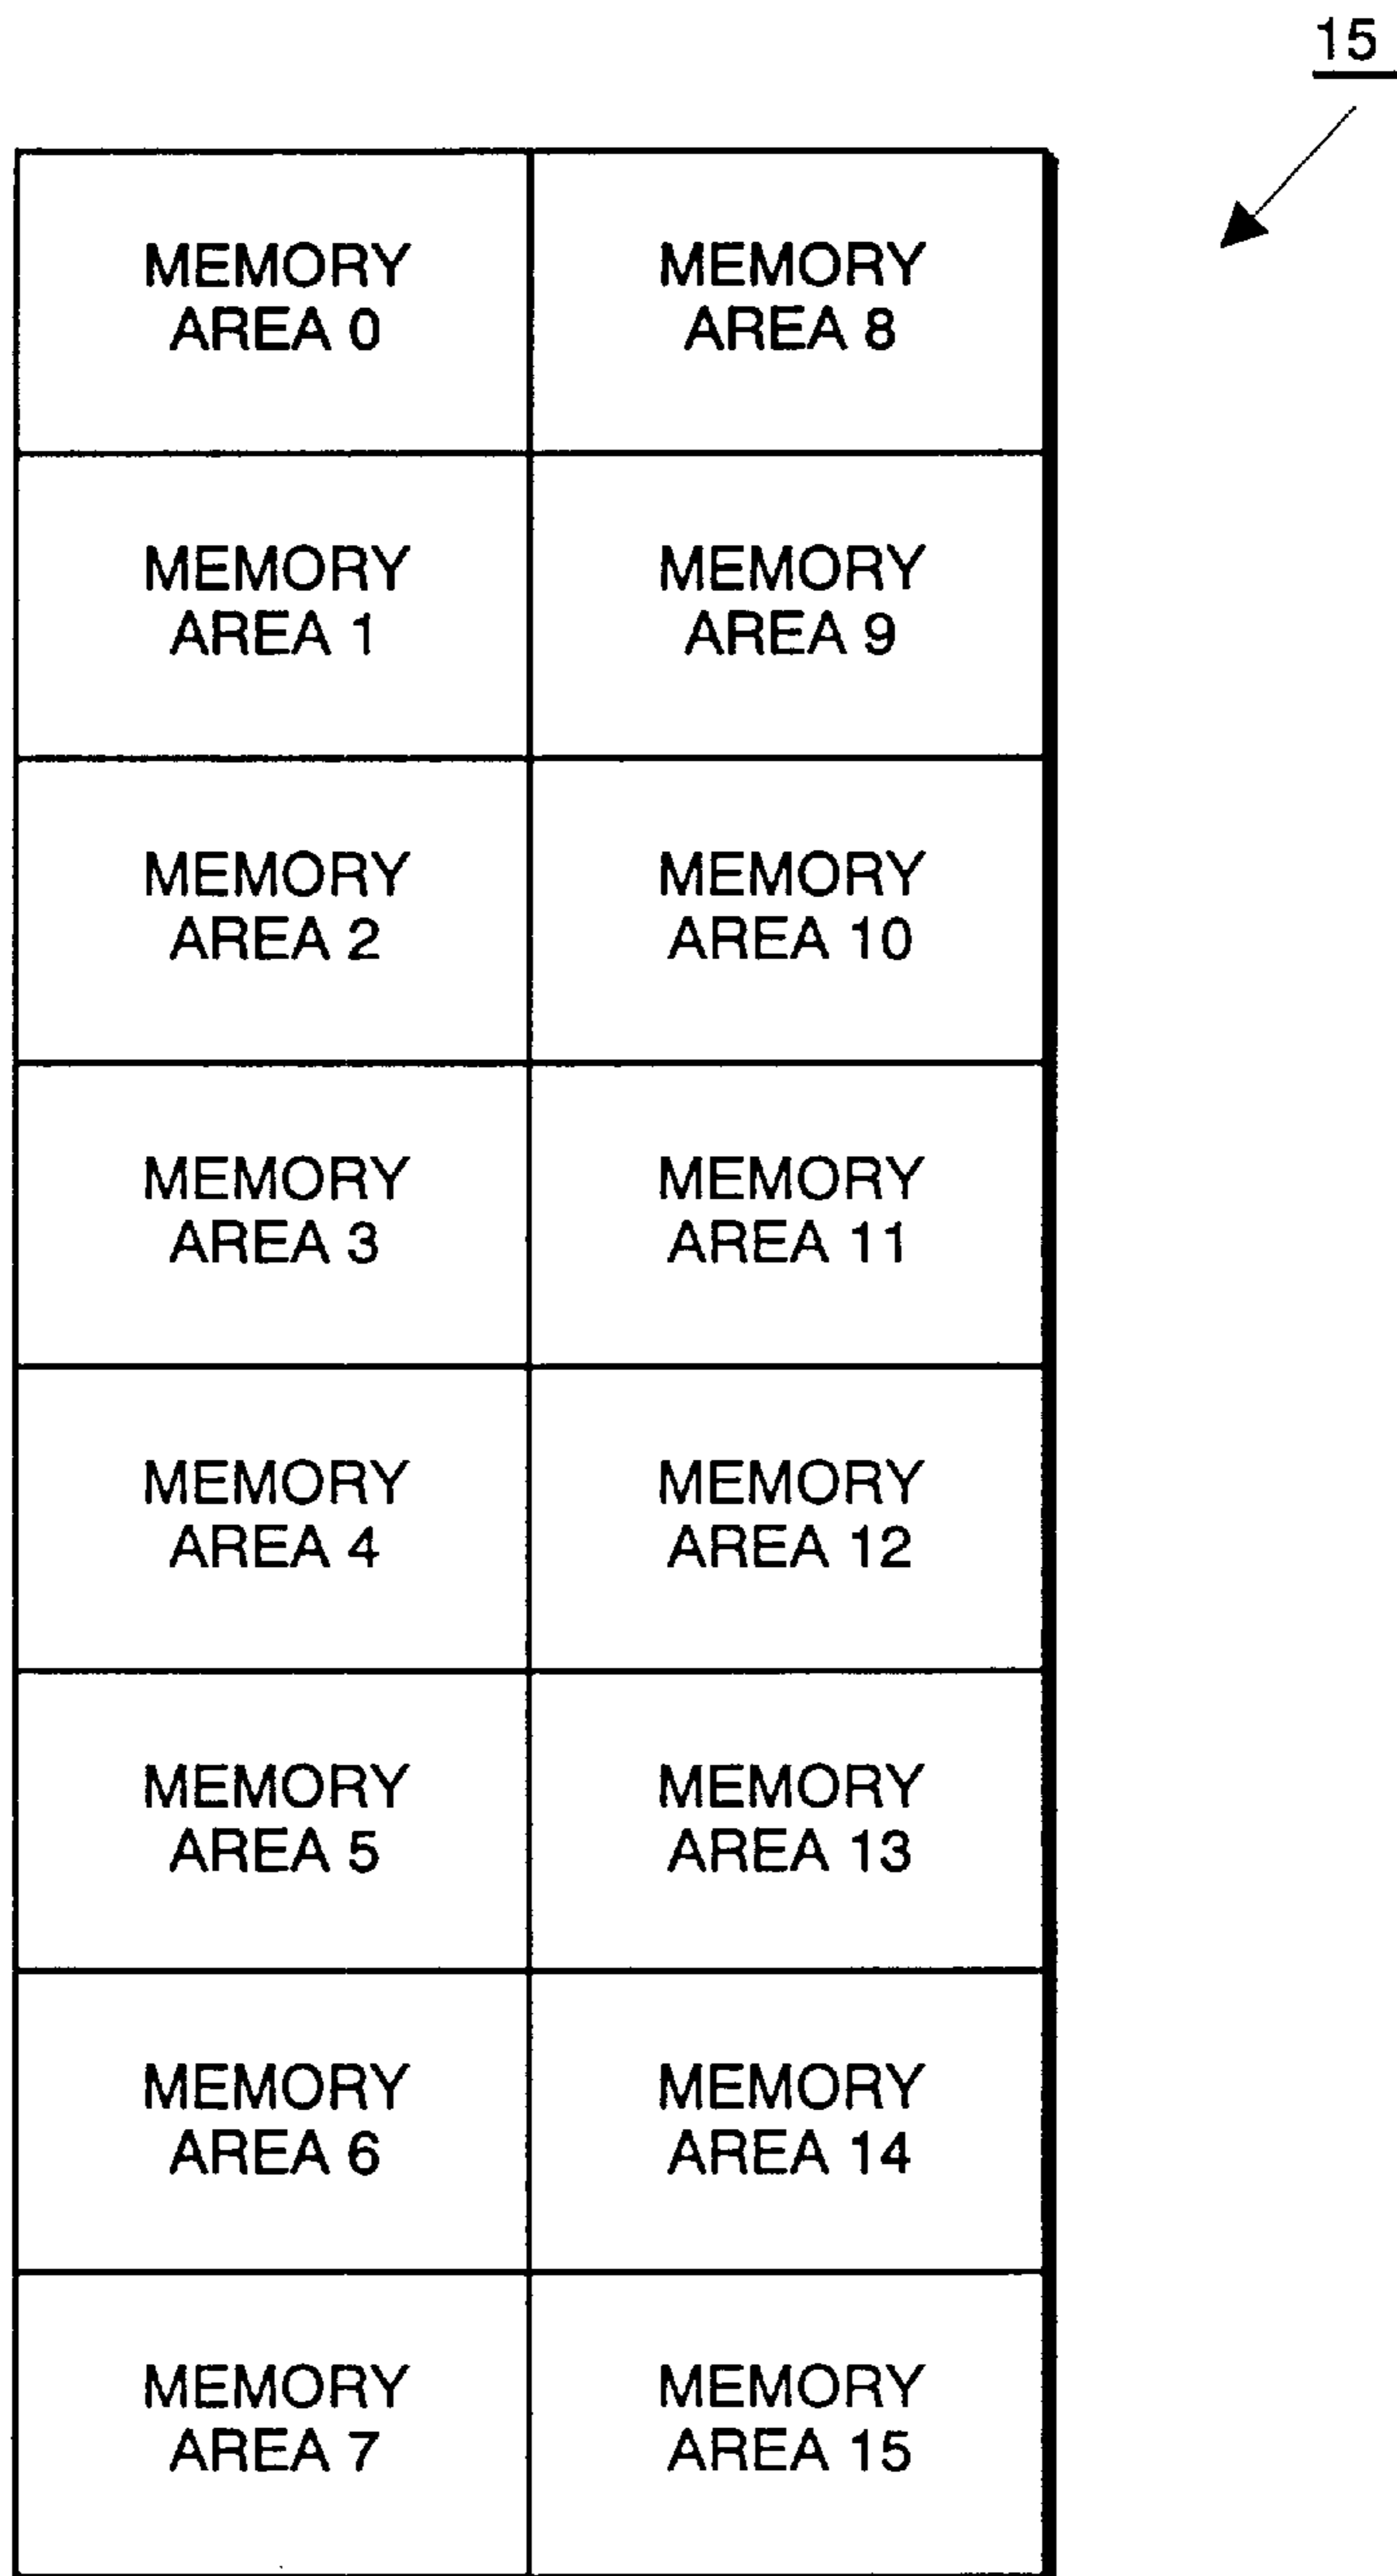 15
MEMORY
AREA 0
MEMORY
AREA 8
MEMORY
AREA 1
MEMORY
AREA 9
MEMORY
AREA 2
MEMORY
AREA 10
MEMORY
AREA 3
MEMORY
AREA 11
MEMORY
AREA 4
MEMORY
AREA 12
MEMORY
AREA 5
MEMORY
AREA 13
MEMORY
AREA 6
MEMORY
AREA 14
MEMORY
AREA 7
MEMORY
AREA 15